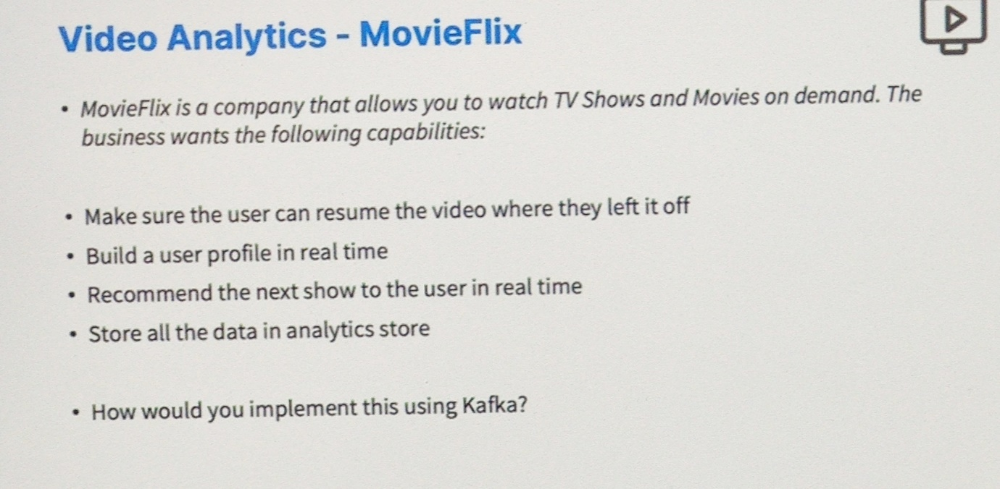 Video Analytics - MovieFlix
• MovieFlix is a company that allows you to watch TV Shows and Movies on demand. The
business wants the following capabilities:
• Make sure the user can resume the video where they left it off
• Build a user profile in real time
• Recommend the next show to the user in real time
• Store all the data in analytics store
• How would you implement this using Kafka?